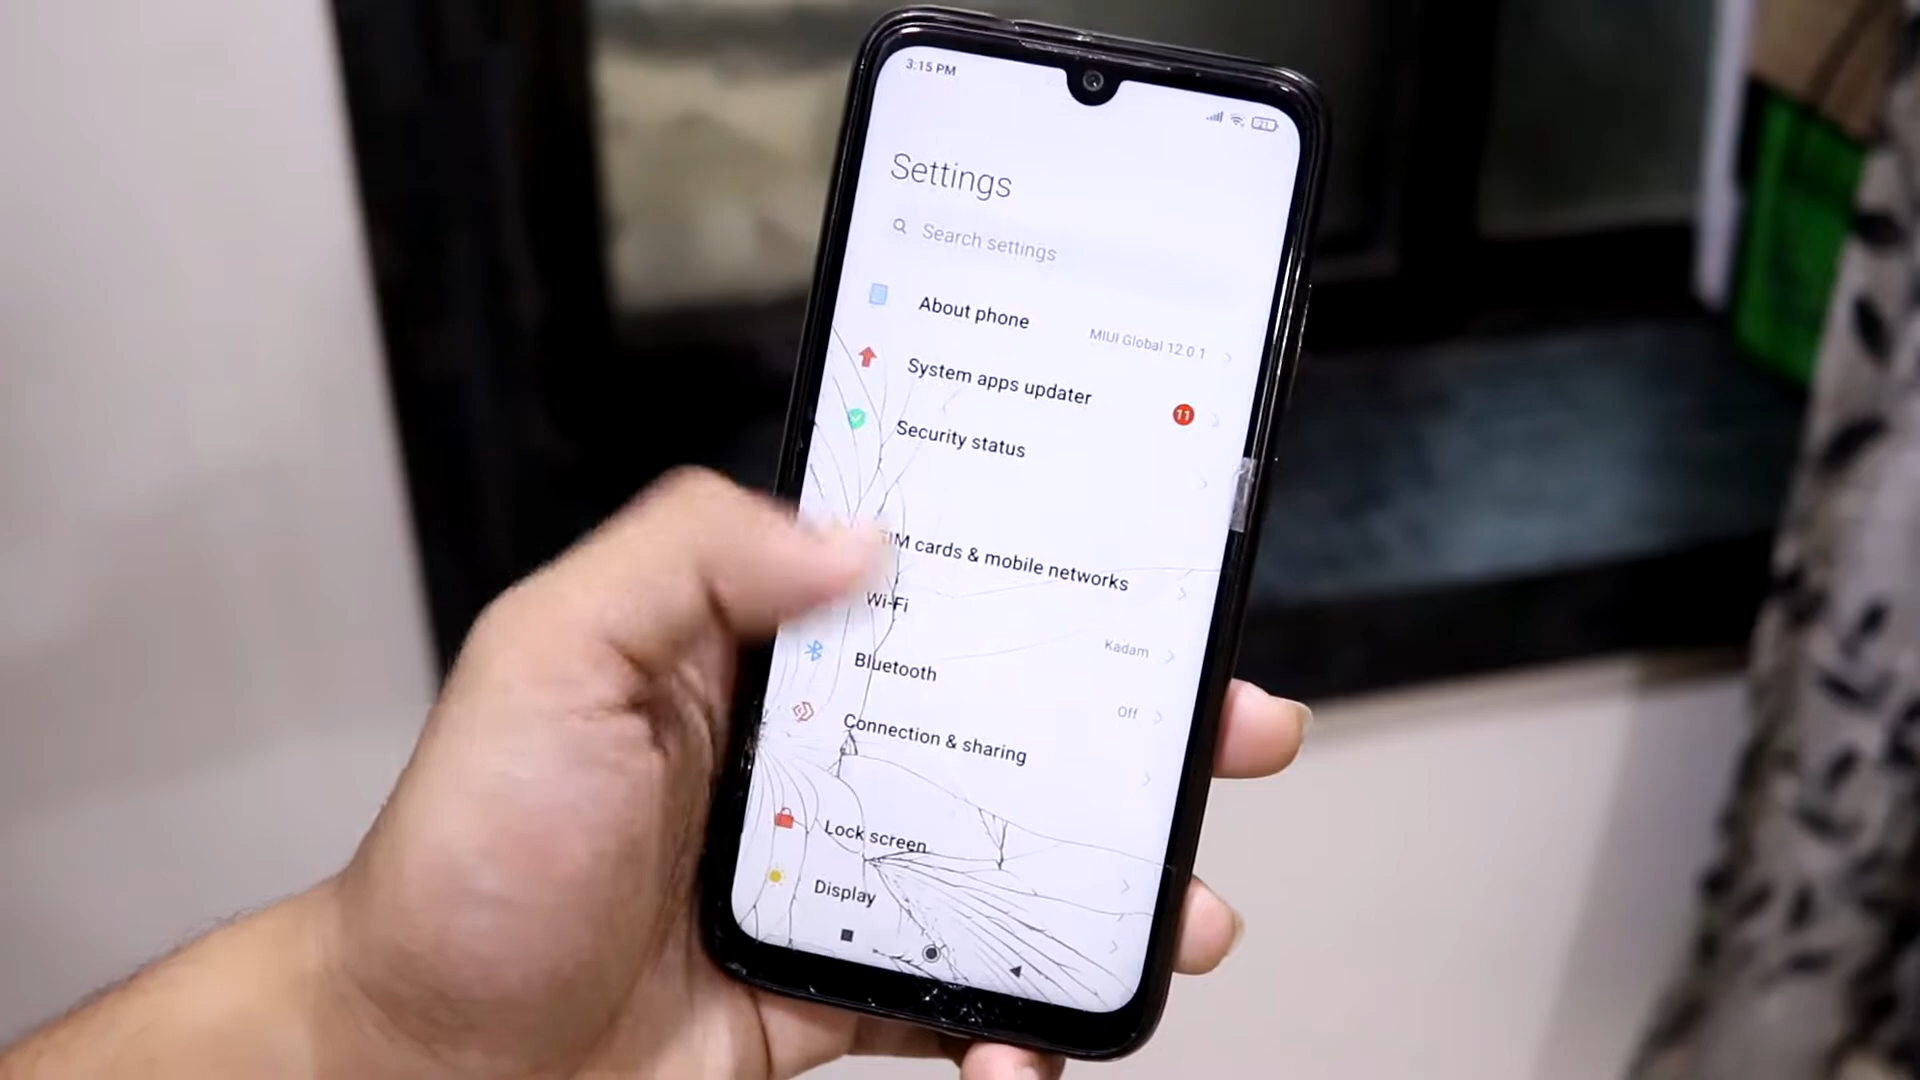 3:15 PM
Settings
Search settings
About phone
MIUI Global 12.0.1
System apps updater
11
Security status
SIM cards & mobile networks
Wi-Fi
Kadam
Bluetooth
Off
Connection & sharing
Lock screen
Display